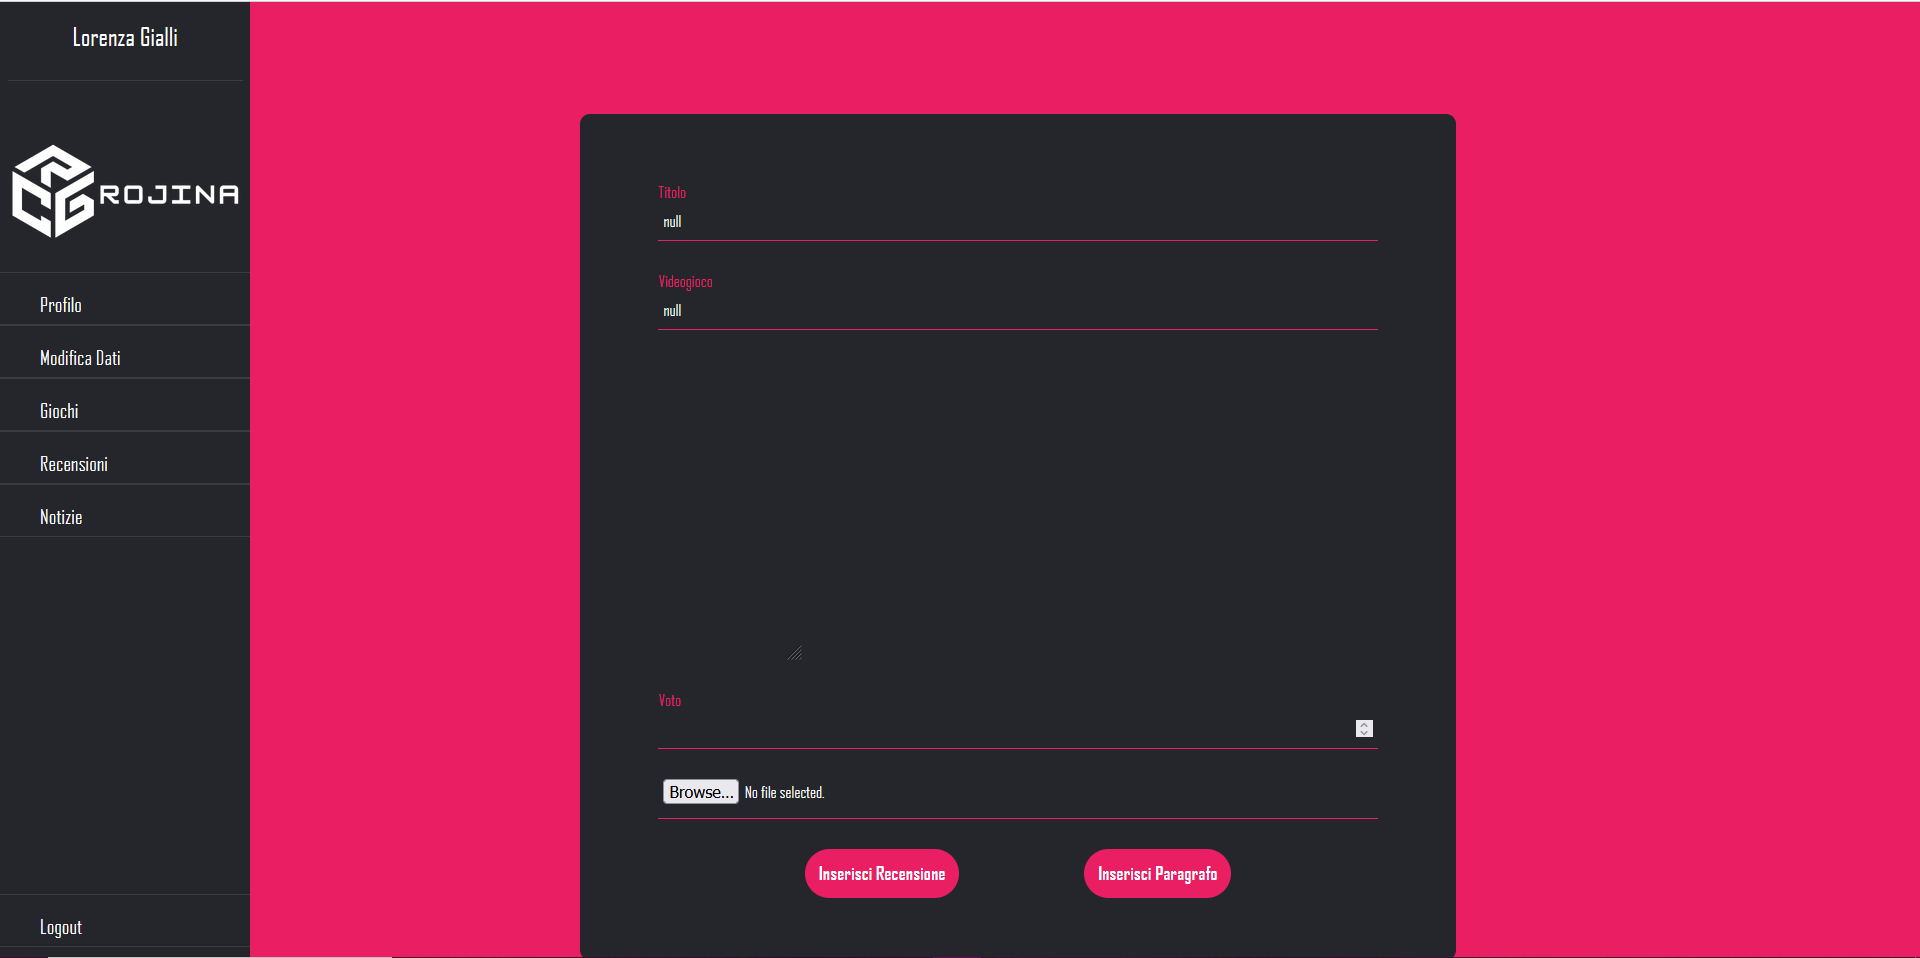 Lorenza Gialli
ROJINA
Profilo
Modifica Dati
Giochi
Recensioni
Notizie
Logout
Titolo
null
Videogioco
null
Voto
Browse... No file selected.
Inserisci Recensione
Inserisci Paragrafo